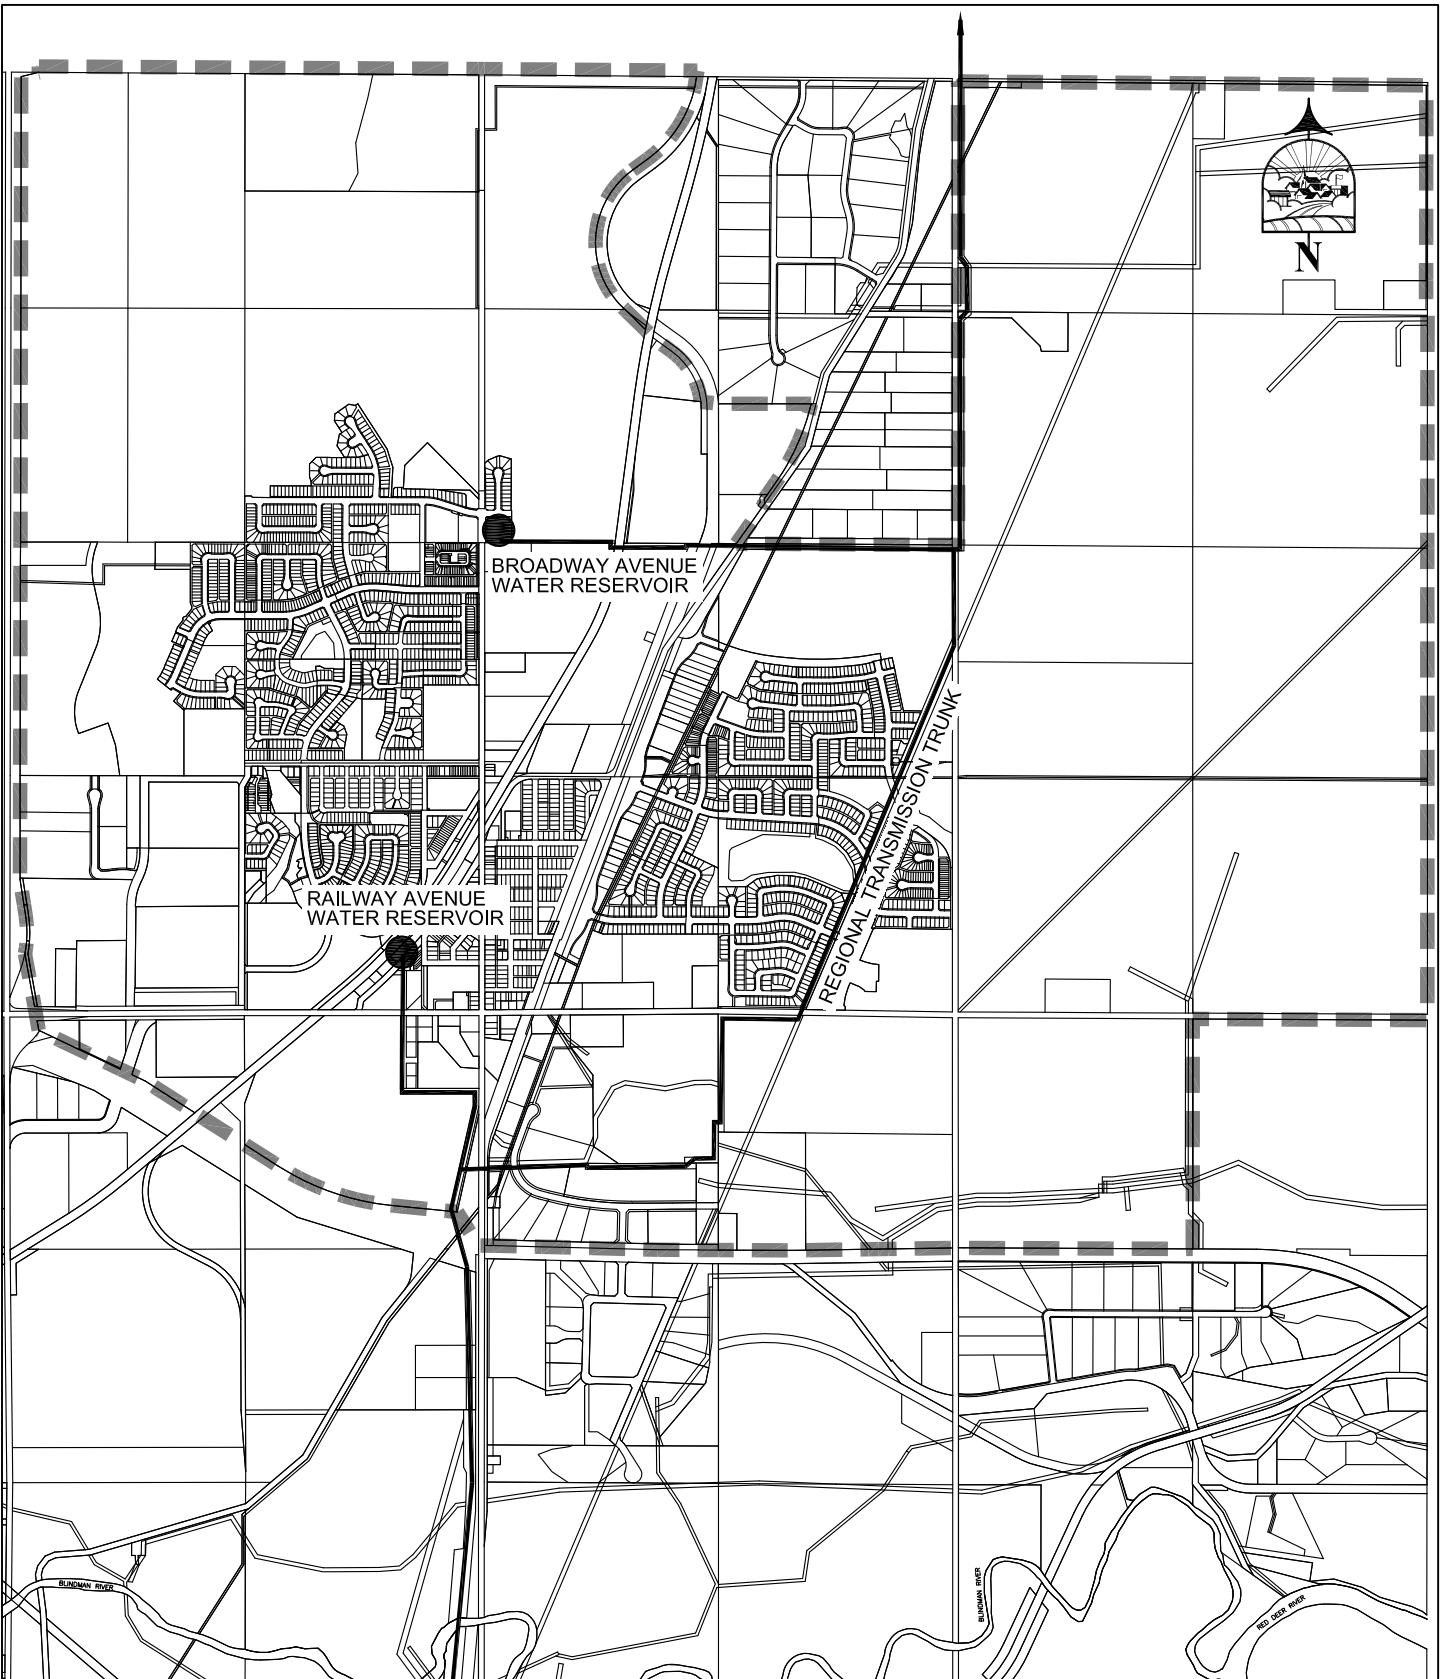 N
BROADWAY AVENUE
WATER RESERVOIR
REGIONAL TRANSMISSION TRUNK
RAILWAY AVENUE
WATER RESERVOIR
BLINDMAN RIVER
BLINDMAN RIVER
RED DEER RIVER